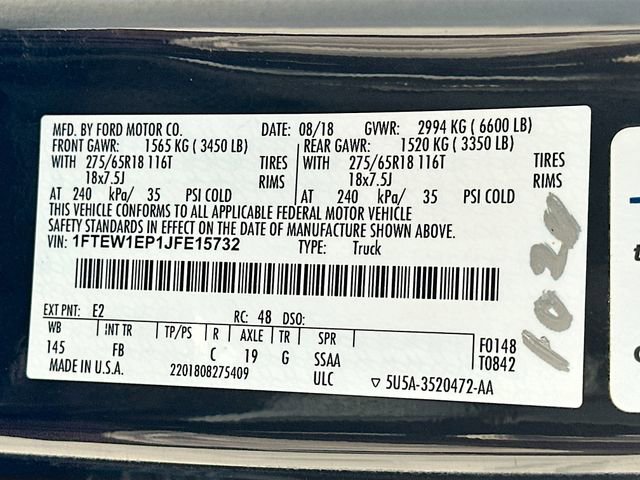 MFD. BY FORD MOTOR CO. DATE: 08/18 GVWR: 2994 KG ( 6600 LB)
FRONT GAWR: 1565 KG ( 3450 LB) REAR GAWR: 1520 KG ( 3350 LB)
WITH 275/65R18 116T TIRES WITH 275/65R18 116T TIRES
18x7.5J RIMS 18x7.5J RIMS
AT 240 kPa/ 35 PSI COLD AT 240 kPa/ 35 PSI COLD
THIS VEHICLE CONFORMS TO ALL APPLICABLE FEDERAL MOTOR VEHICLE
SAFETY STANDARDS IN EFFECT ON THE DATE OF MANUFACTURE SHOWN ABOVE.
VIN: 1FTEW1EP1JFE15732 TYPE: Truck
EXT PNT: E2 RC: 48 DSO:
WB INT TR TP/PS R AXLE TR SPR F0148
145 FB C 19 G SSAA T0842
MADE IN U.S.A. 2201808275409 ULC ▽ 5U5A-3520472-AA